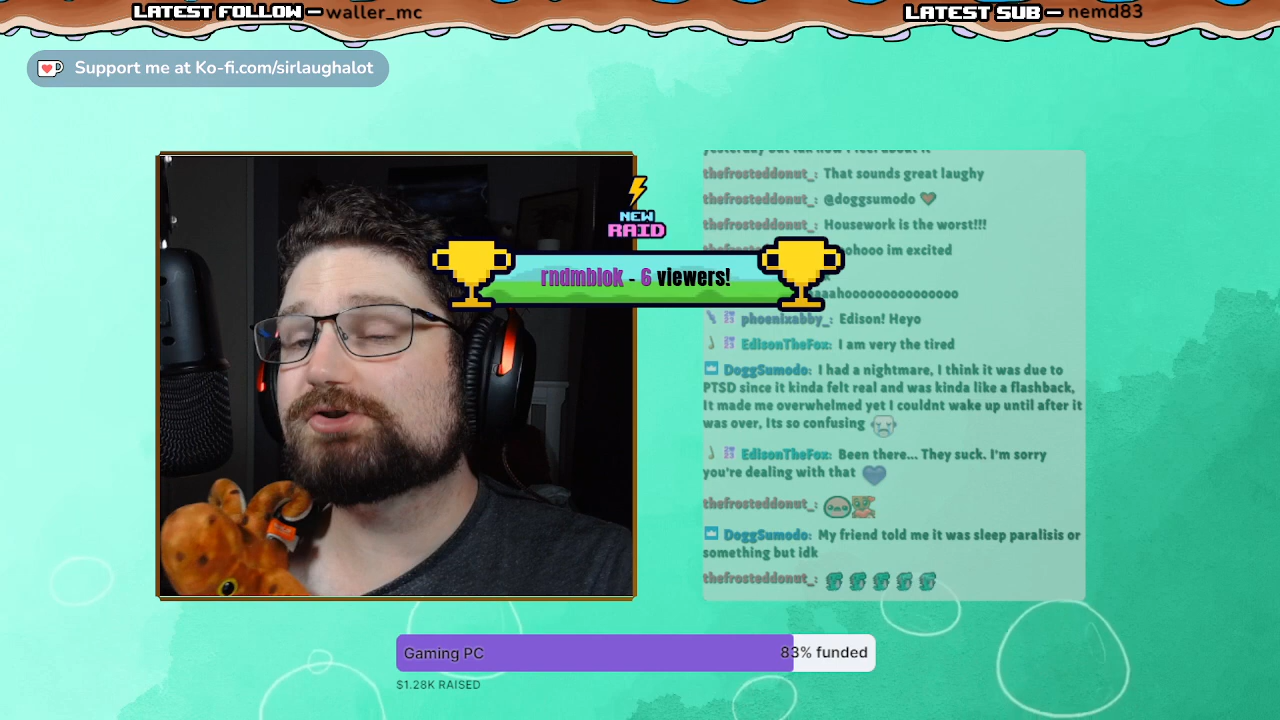 LATEST FOLLOW – waller_mc
LATEST SUB – nemd83
Support me at Ko-fi.com/sirlaughalot
NEW
RAID
rndmblok - 6 viewers!
thefrosteddonut_: That sounds great laughy
thefrosteddonut_: @doggsumodo
thefrosteddonut_: Housework is the worst!!!
im excited
phoenixabby_: Edison! Heyo
EdisonTheFox: I am very the tired
DoggSumodo: I had a nightmare, I think it was due to
PTSD since it kinda felt real and was kinda like a flashback,
It made me overwhelmed yet I couldnt wake up until after it
was over, Its so confusing
EdisonTheFox: Been there... They suck. I'm sorry
you're dealing with that
thefrosteddonut_:
DoggSumodo: My friend told me it was sleep paralisis or
something but idk
thefrosteddonut_:
Gaming PC
83% funded
$1.28K RAISED